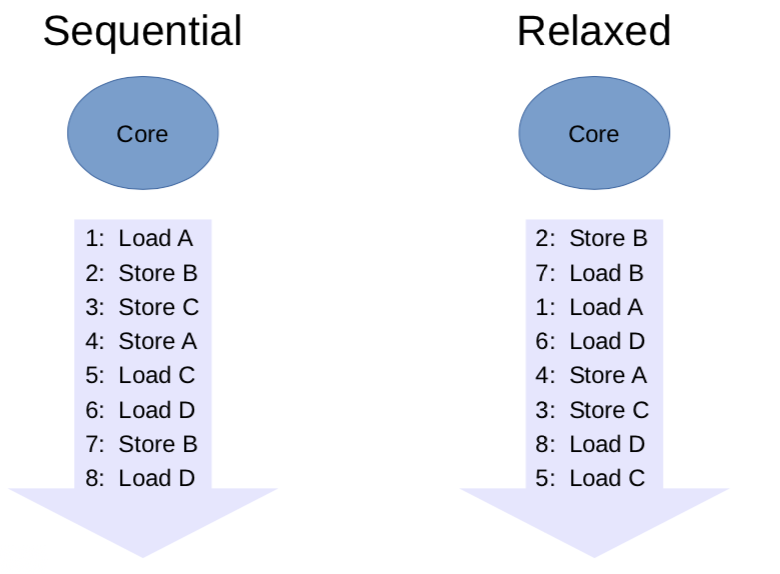 Sequential
Core
1: Load A
2: Store B
3: Store C
4: Store A
5: Load C
6: Load D
7: Store B
8: Load D
Relaxed
Core
2: Store B
7: Load B
1: Load A
6: Load D
4: Store A
3: Store C
8: Load D
5: Load C